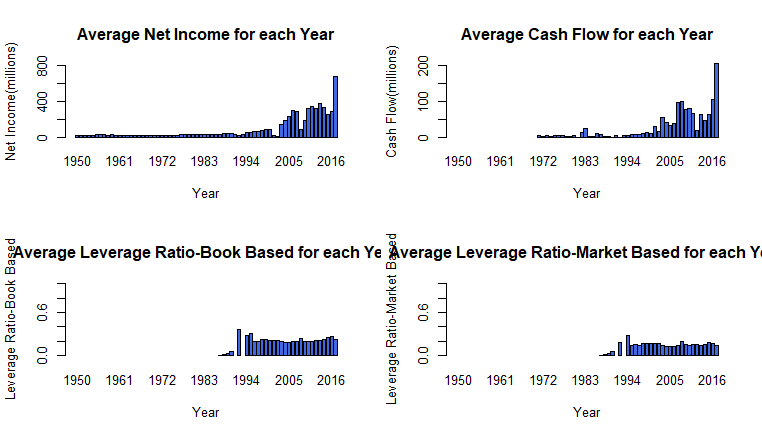 Average Net Income for each Year
Net Income(millions)
800
400
0
1950 1961 1972 1983 1994 2005 2016
Year
Average Cash Flow for each Year
Cash Flow(millions)
200
100
0
1950 1961 1972 1983 1994 2005 2016
Year
Average Leverage Ratio-Book Based for each Ye
Leverage Ratio-Book Based
0.6
0.0
1950 1961 1972 1983 1994 2005 2016
Year
Average Leverage Ratio-Market Based for each Ye
Leverage Ratio-Market Based
0.6
0.0
1950 1961 1972 1983 1994 2005 2016
Year